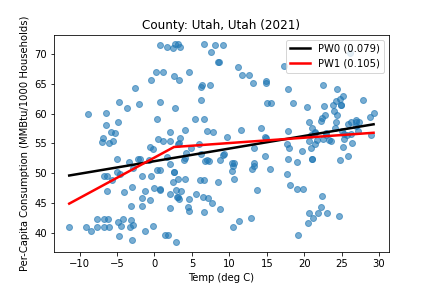 County: Utah, Utah (2021)
PW0 (0.079)
PW1 (0.105)
Per-Capita Consumption (MMBtu/1000 Households)
70
65
60
55
50
45
40
−10 −5 0 5 10 15 20 25 30
Temp (deg C)